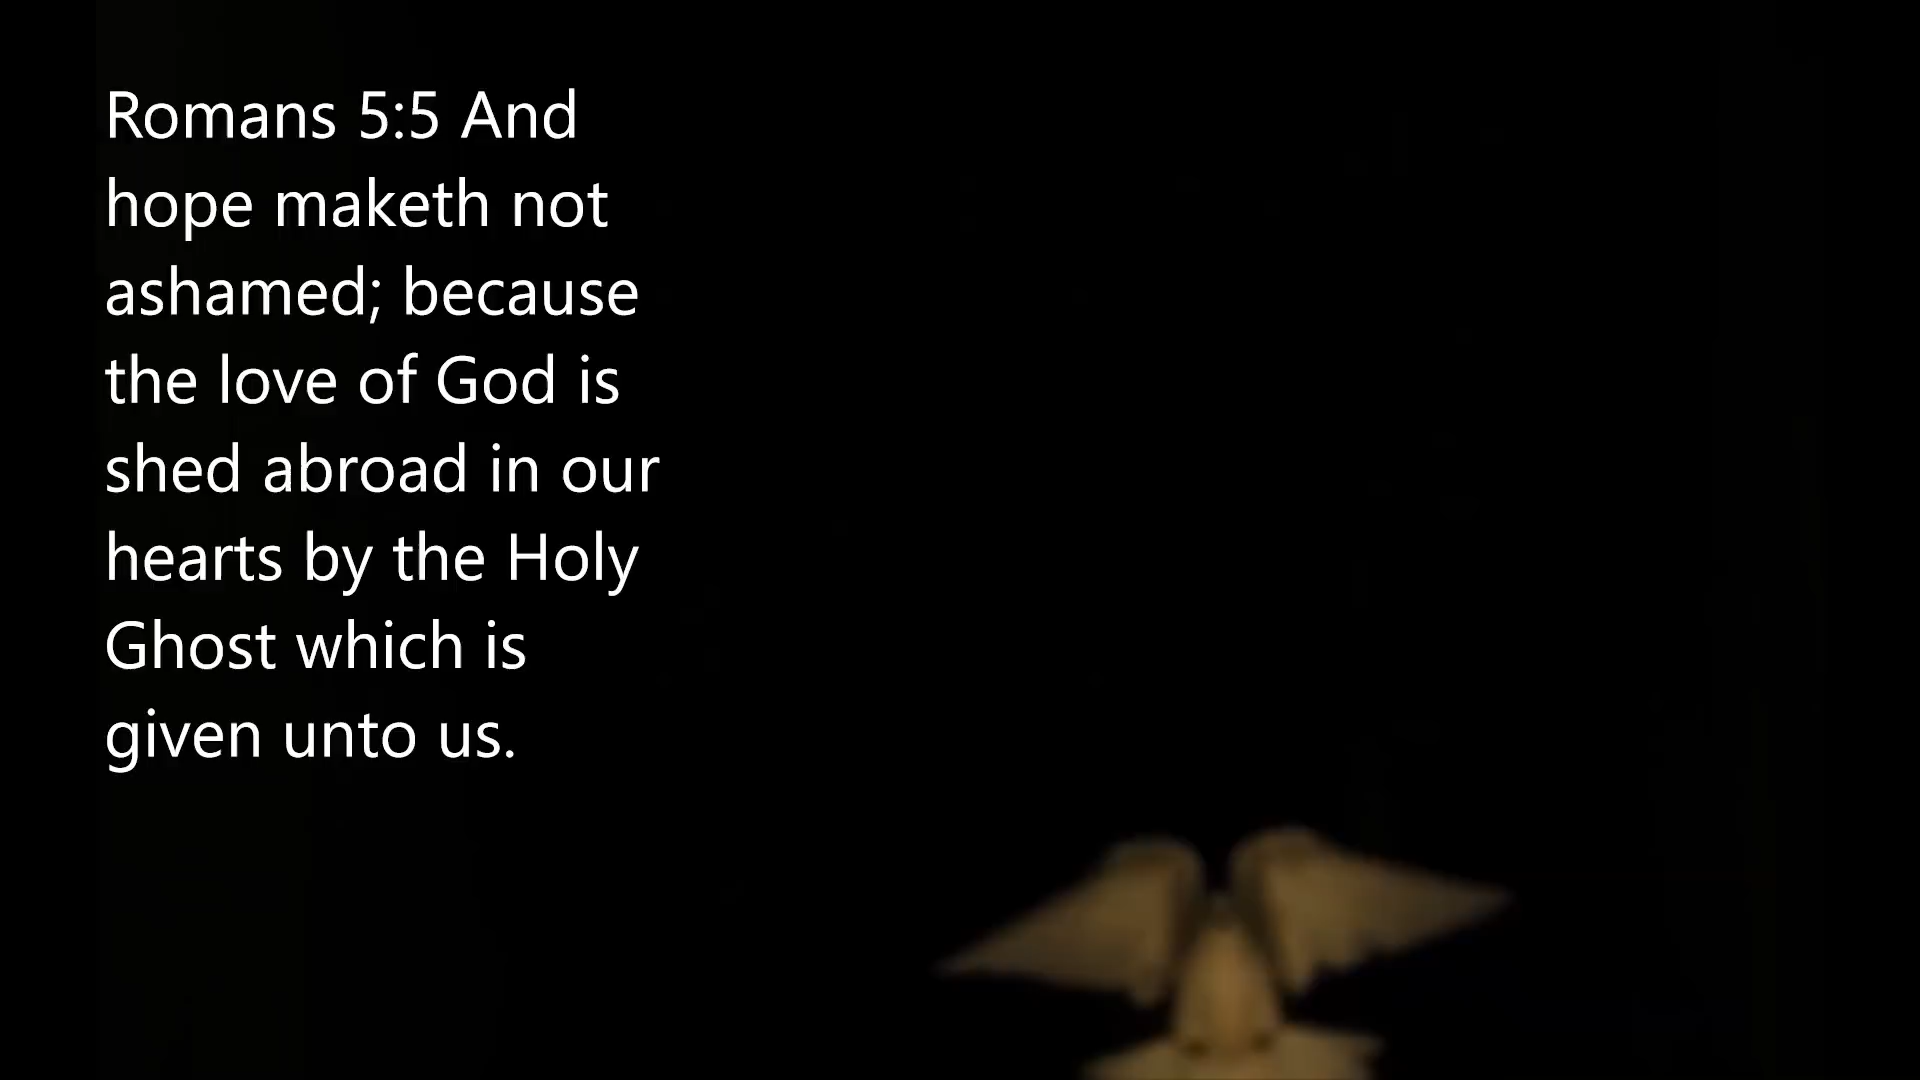 Romans 5:5 And
hope maketh not
ashamed; because
the love of God is
shed abroad in our
hearts by the Holy
Ghost which is
given unto us.